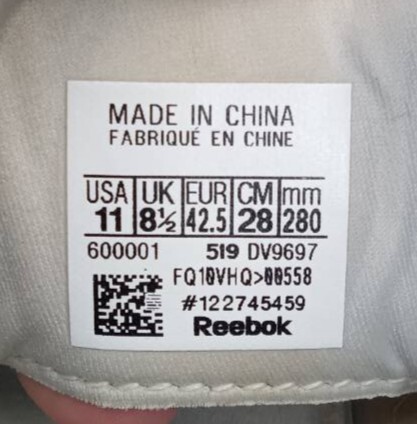 MADE IN CHINA
FABRIQUÉ EN CHINE
USA UK EUR CM mm
11 8½ 42.5 28 280
600001 519 DV9697
FQ10VHQ>00558
#122745459
Reebok